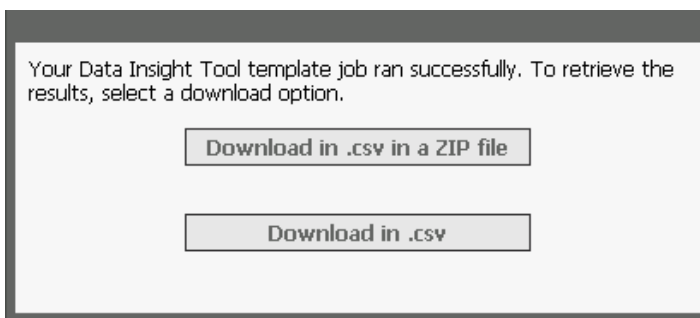 Your Data Insight Tool template job ran successfully. To retrieve the
results, select a download option.
Download in .csv in a ZIP file
Download in .csv